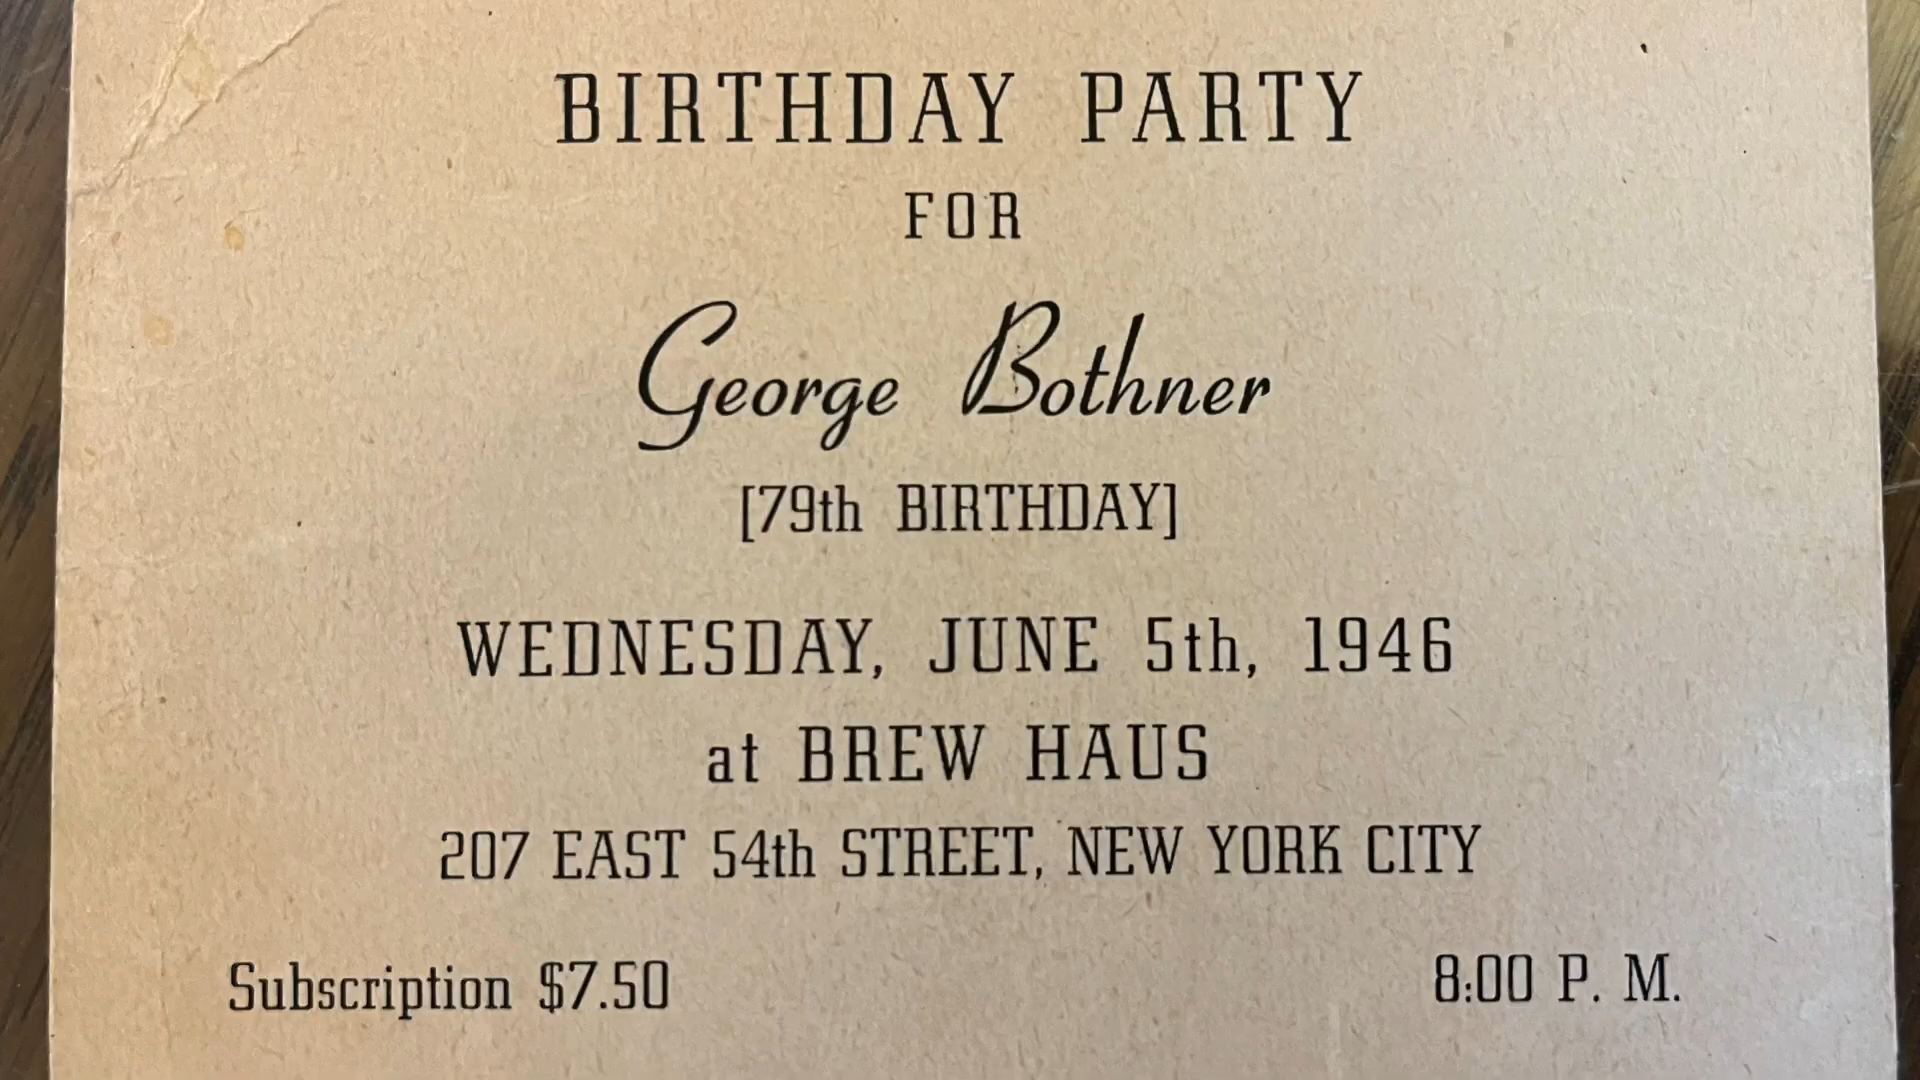 BIRTHDAY PARTY
FOR
George Bothner
[79th BIRTHDAY]
WEDNESDAY, JUNE 5th, 1946
at BREW HAUS
207 EAST 54th STREET, NEW YORK CITY
Subscription $7.50 8:00 P. M.